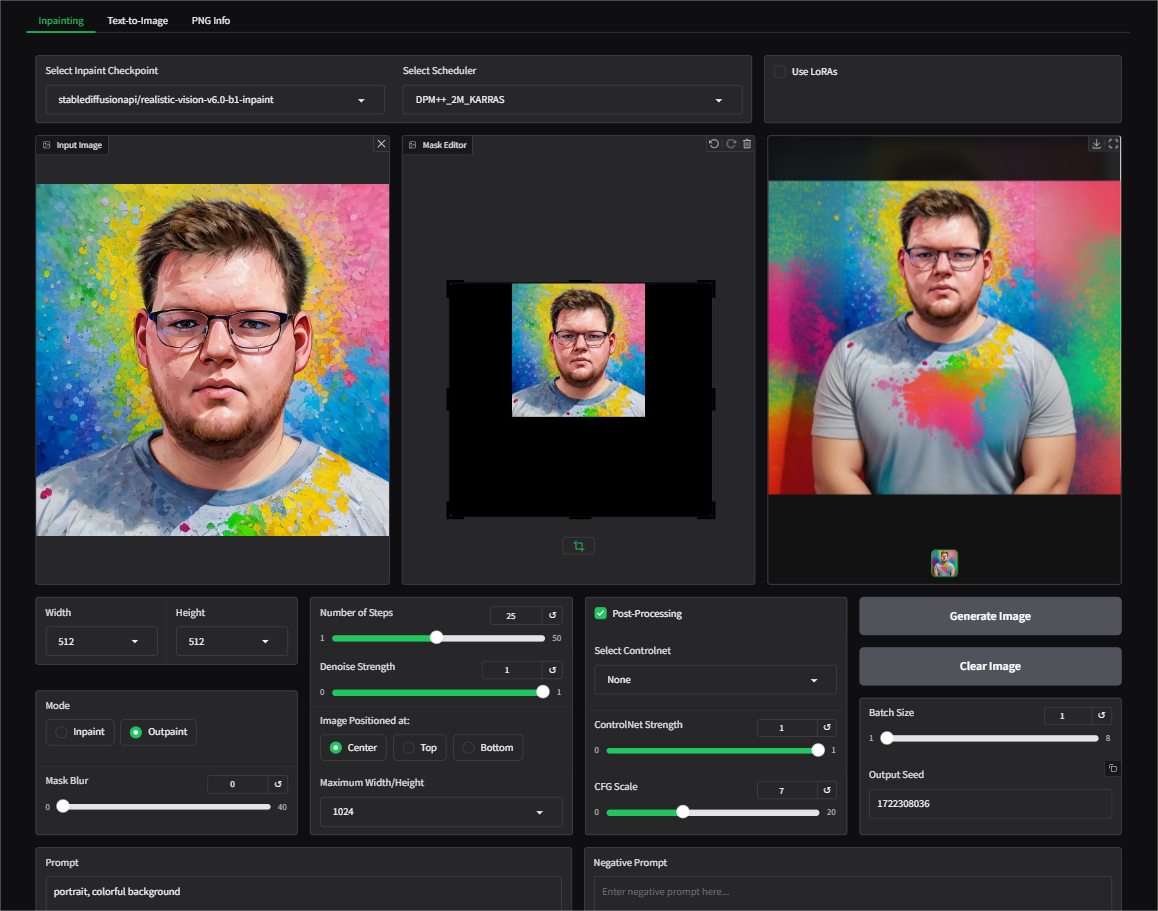 Inpainting Text-to-Image PNG Info
Select Inpaint Checkpoint
stablediffusionapi/realistic-vision-v6.0-b1-inpaint
Select Scheduler
DPM++_2M_KARRAS
Use LoRAs
Input Image
Mask Editor
Width
512
Height
512
Mode
Inpaint Outpaint
Mask Blur
0
0 40
Number of Steps
25
1 50
Denoise Strength
1
0 1
Image Positioned at:
Center Top Bottom
Maximum Width/Height
1024
Post-Processing
Select Controlnet
None
ControlNet Strength
1
0 1
CFG Scale
7
0 20
Generate Image
Clear Image
Batch Size
1
1 8
Output Seed
1722308036
Prompt
portrait, colorful background
Negative Prompt
Enter negative prompt here...